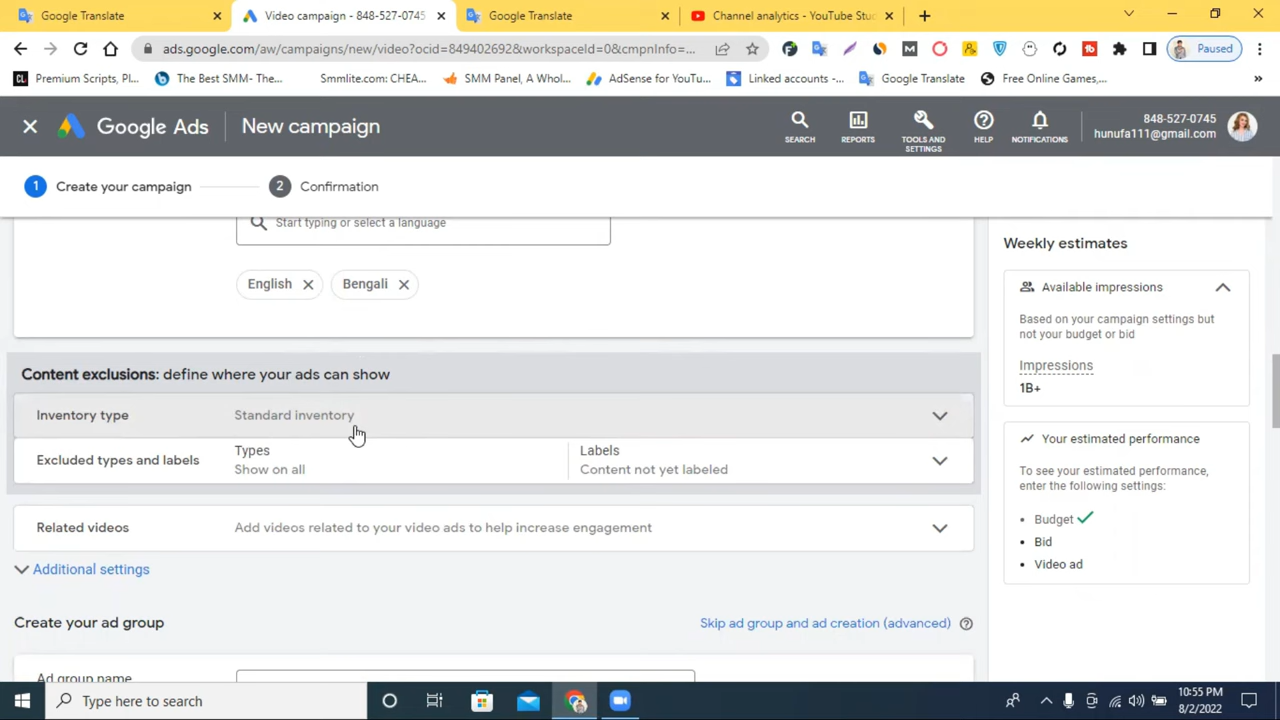 Google Translate
Video campaign - 848-527-0745
Google Translate
Channel analytics - YouTube Stu
ads.google.com/aw/campaigns/new/video?ocid=8494026928&workspaceId=0&cmpnInfo=...
Paused
Premium Scripts, Pl...
The Best SMM- The...
Smmlite.com: CHEA...
SMM Panel, A Whol...
AdSense for YouTu...
Linked accounts -...
Google Translate
Free Online Games,...
»
Google Ads
New campaign
SEARCH
REPORTS
TOOLS AND SETTINGS
HELP
NOTIFICATIONS
848-527-0745
hunufa111@gmail.com
1 Create your campaign
2 Confirmation
Start typing or select a language
English
Bengali
Content exclusions: define where your ads can show
Inventory type Standard inventory
Excluded types and labels
Types
Show on all
Labels
Content not yet labeled
Related videos Add videos related to your video ads to help increase engagement
Additional settings
Create your ad group
Skip ad group and ad creation (advanced)
Ad group name
Weekly estimates
Available impressions
Based on your campaign settings but
not your budget or bid
Impressions
1B+
Your estimated performance
To see your estimated performance,
enter the following settings:
• Budget
• Bid
• Video ad
Type here to search
10:55 PM
8/2/2022